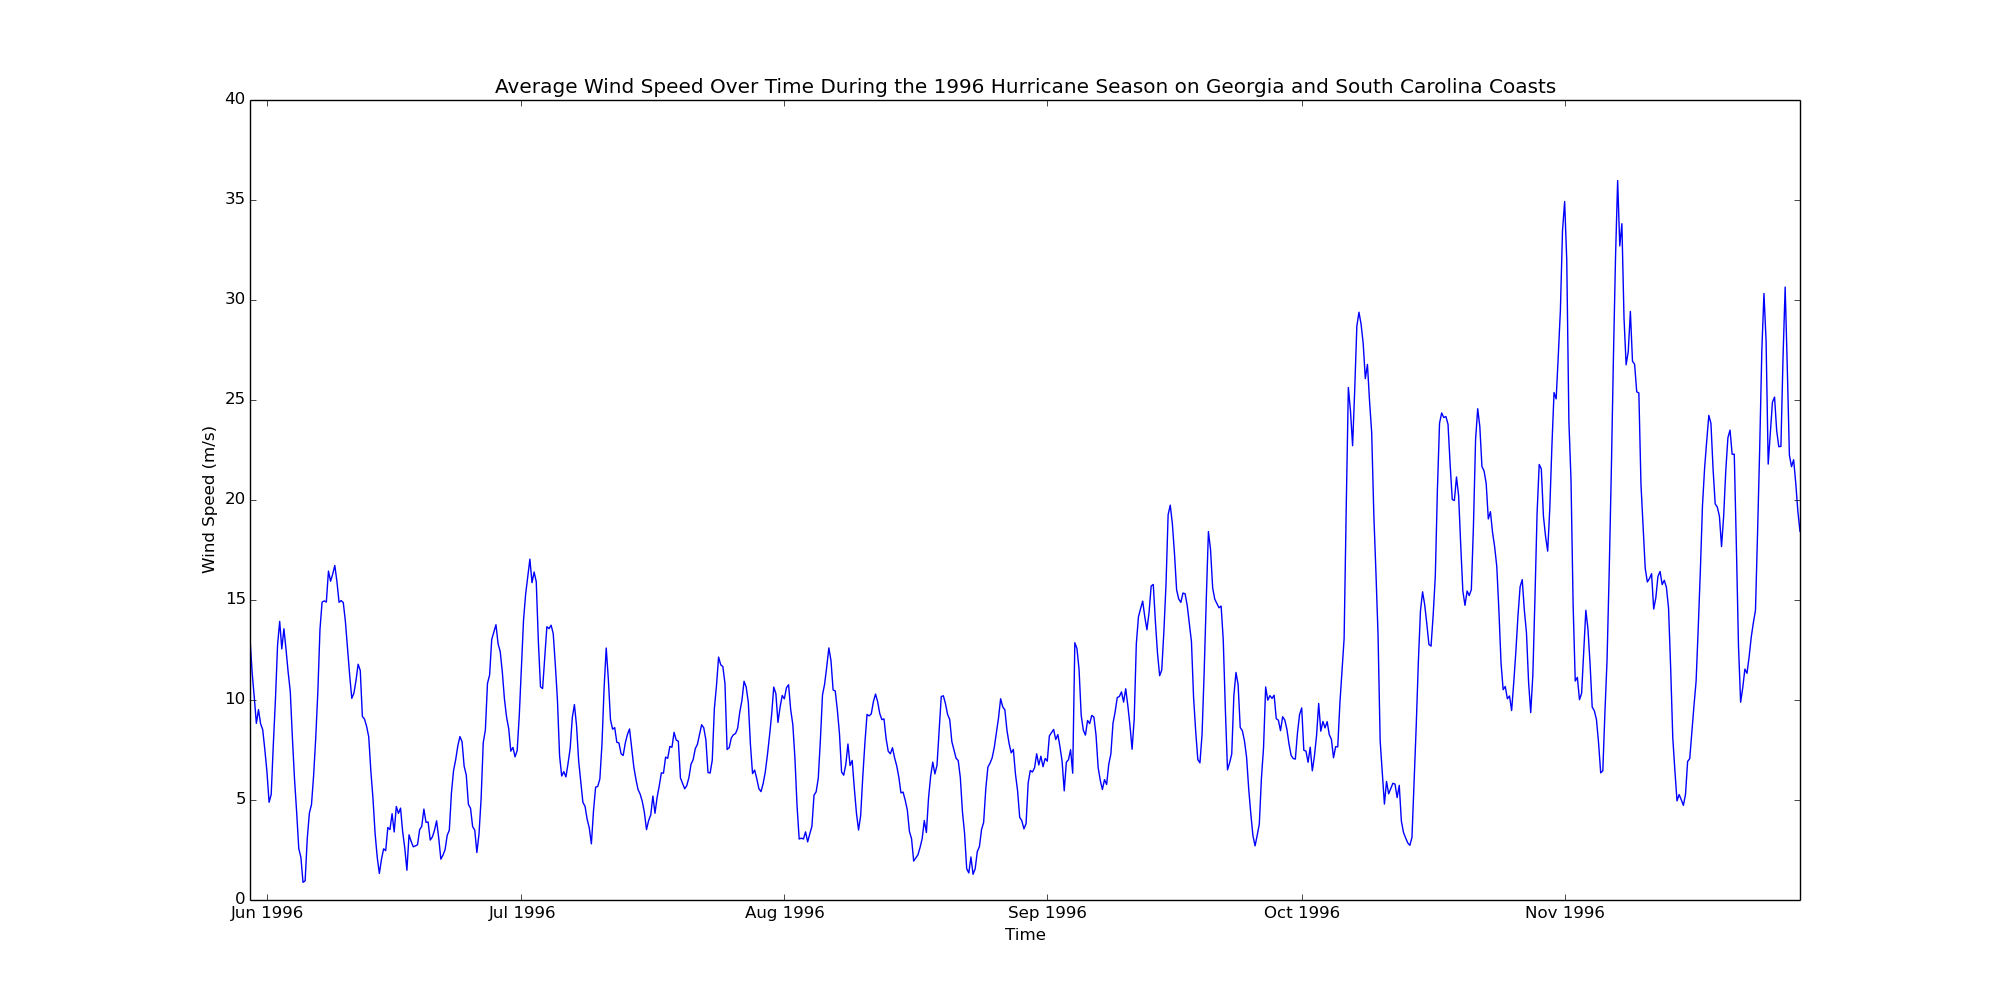 Average Wind Speed Over Time During the 1996 Hurricane Season on Georgia and South Carolina Coasts
40
35
30
25
20
15
10
5
0
Wind Speed (m/s)
Jun 1996 Jul 1996 Aug 1996 Sep 1996 Oct 1996 Nov 1996
Time